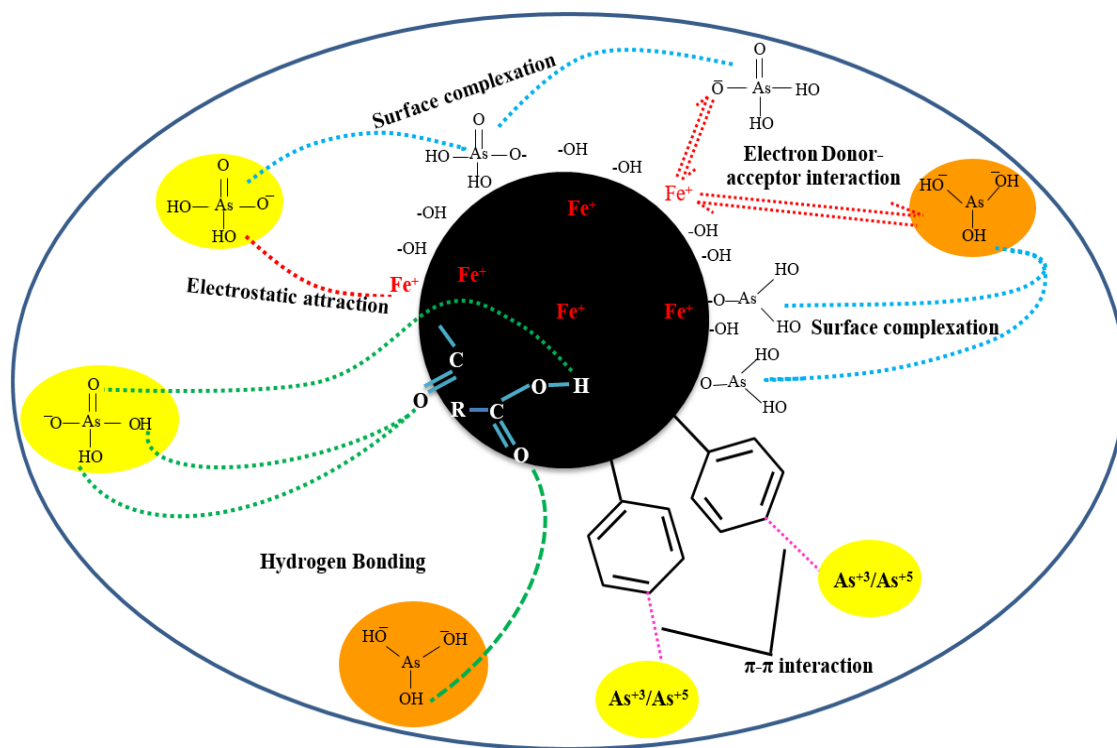 O
Ō
As
HO
HO
Surface complexation
O
HO
As
O-
HO
-OH
-OH
Electron Donor-
acceptor interaction
O
HO
As
O⁻
HO
Fe⁺
Fe⁺
HO⁻
⁻OH
As
OH
-OH
-OH
-OH
-OH
Electrostatic attraction
Fe⁺
Fe⁺
Fe⁺
Fe⁺
-O
As
HO
HO
-OH
Surface complexation
O
As
HO
HO
O
⁻O
As
OH
HO
C
O
R
C
O
H
O
Hydrogen Bonding
As⁺³/As⁺⁵
HO⁻
⁻OH
As
OH
π-π interaction
As⁺³/As⁺⁵